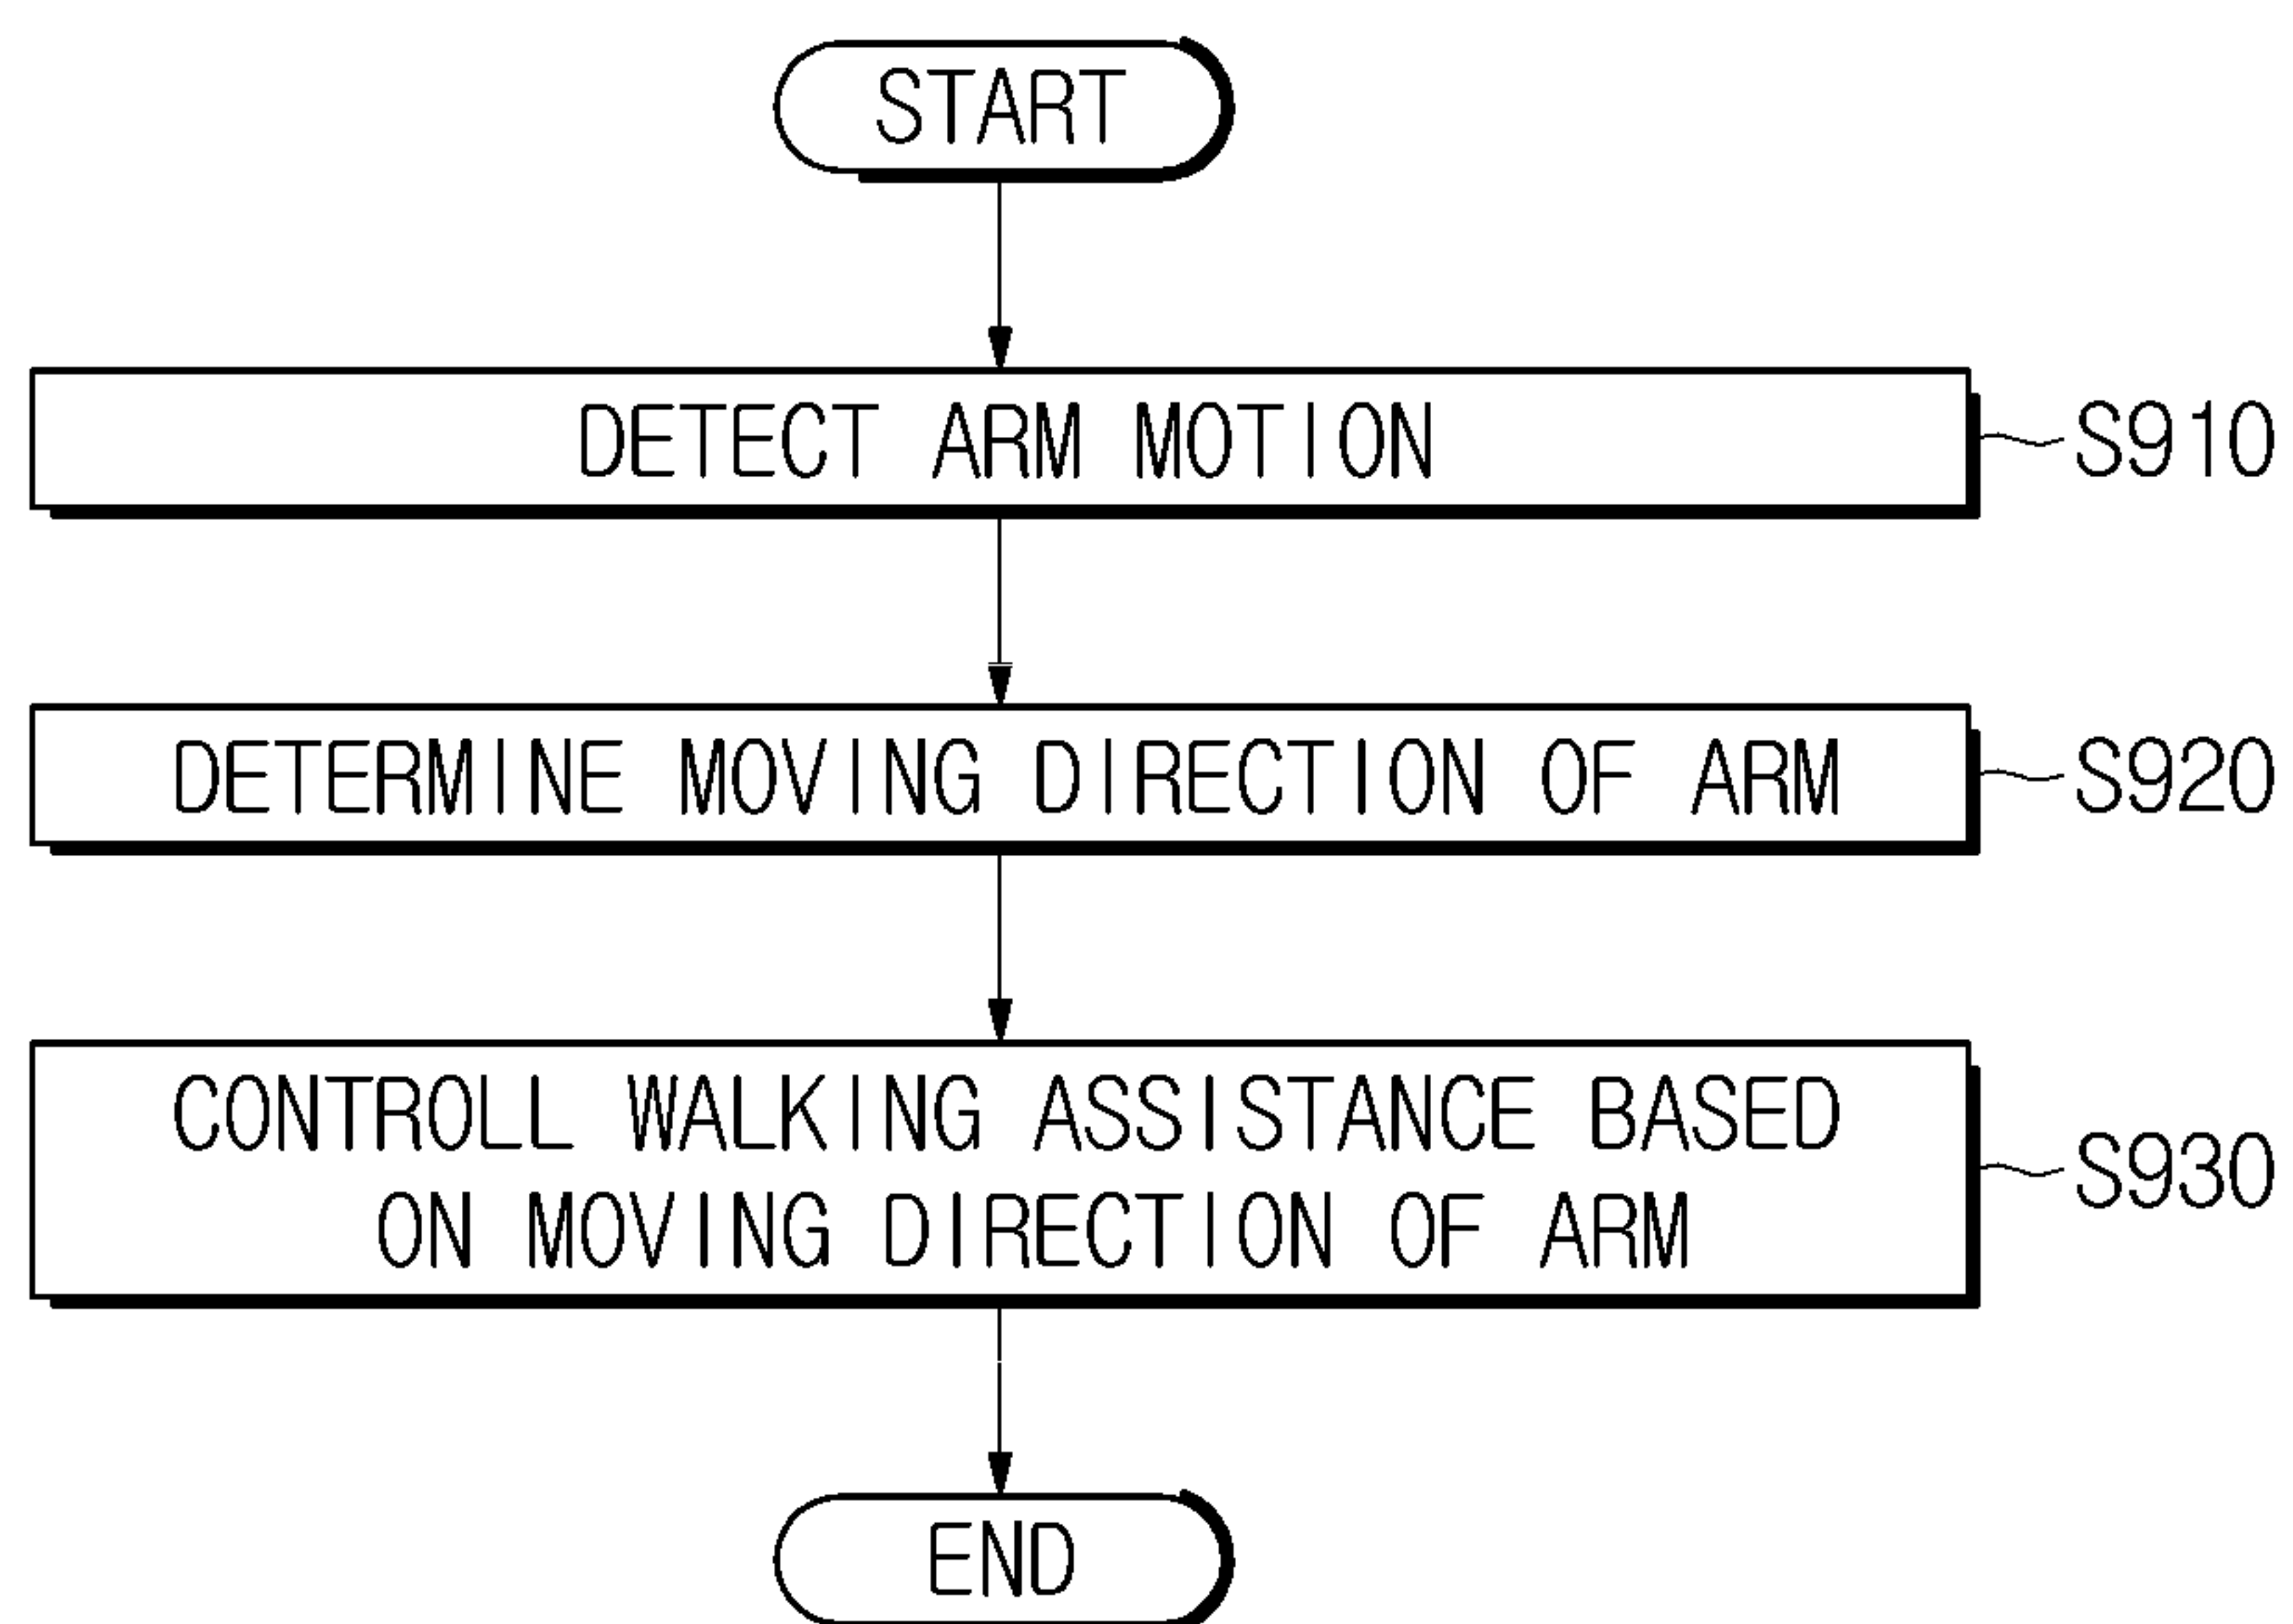 START
DETECT ARM MOTION
S910
DETERMINE MOVING DIRECTION OF ARM
S920
CONTROLL WALKING ASSISTANCE BASED
ON MOVING DIRECTION OF ARM
S930
END